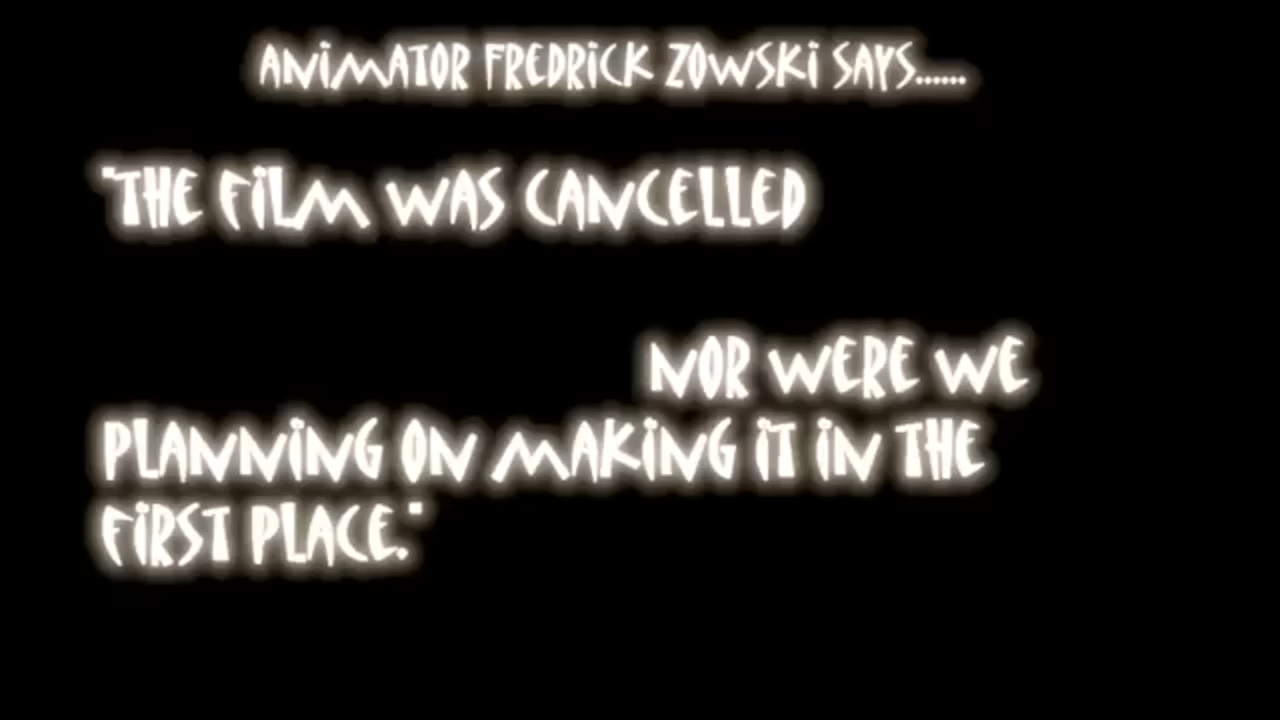 ANIMATOR FREDRICK ZOWSKI SAYS......
"THE FILM WAS CANCELLED
NOR WERE WE
PLANNING ON MAKING IT IN THE
FIRST PLACE."